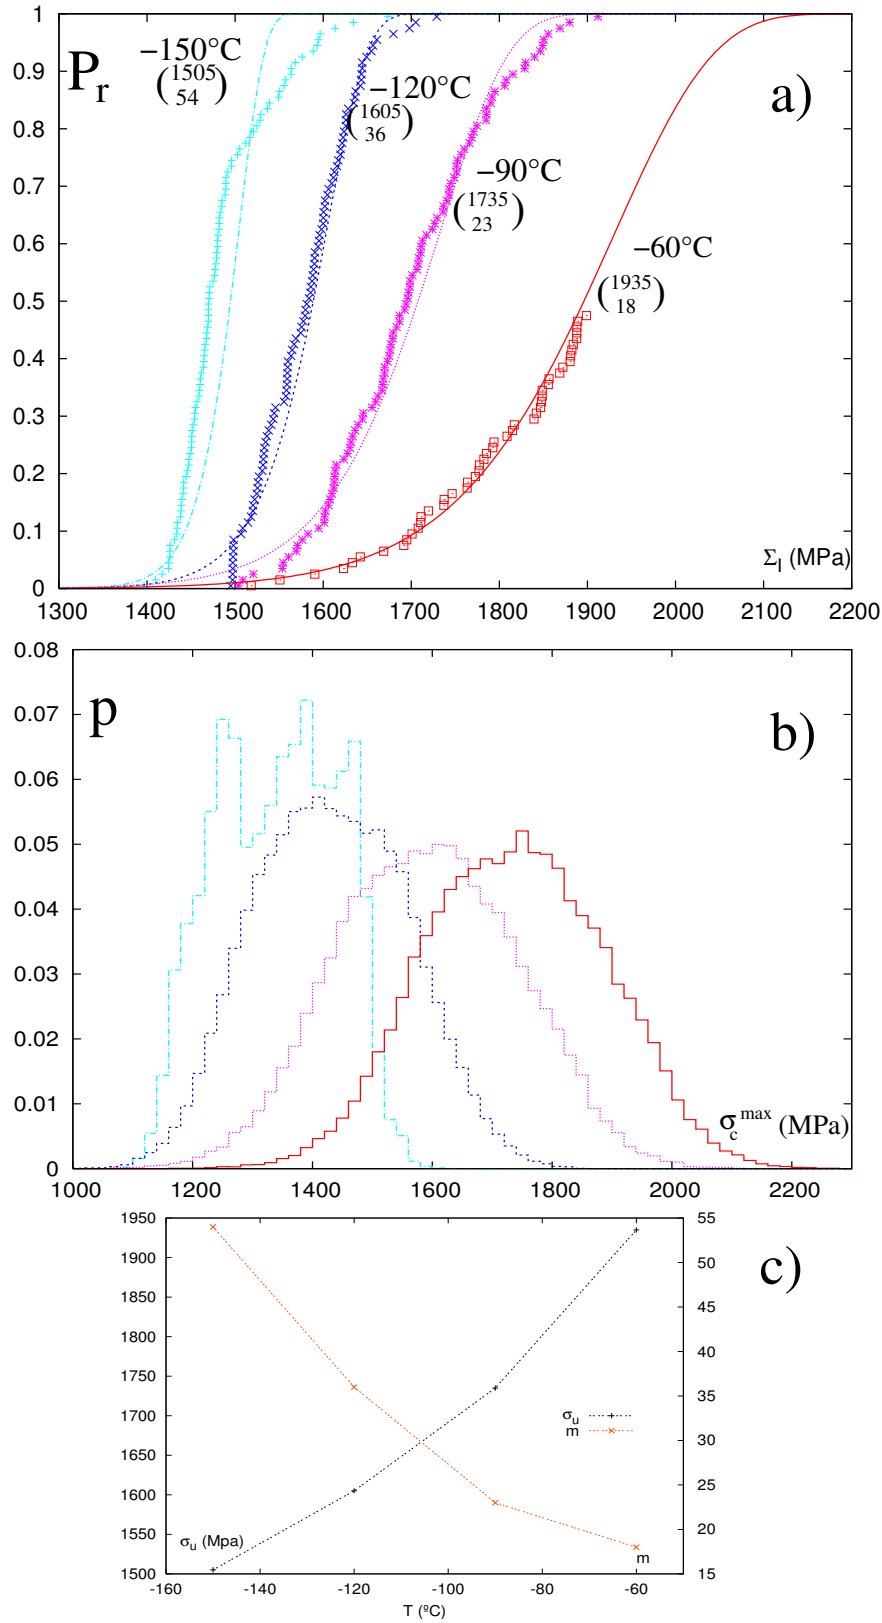 1
0.9
0.8
0.7
0.6
0.5
0.4
0.3
0.2
0.1
0
P_r
a)
−150°C
(1505
54)
−120°C
(1605
36)
−90°C
(1735
23)
−60°C
(1935
18)
Σ_I (MPa)
1300 1400 1500 1600 1700 1800 1900 2000 2100 2200
0.08
0.07
0.06
0.05
0.04
0.03
0.02
0.01
0
p
b)
σ_c^max (MPa)
1000 1200 1400 1600 1800 2000 2200
1950
1900
1850
1800
1750
1700
1650
1600
1550
1500
55
50
45
40
35
30
25
20
15
c)
σ_u
m
σ_u (Mpa)
m
-160 -140 -120 -100 -80 -60
T (ºC)